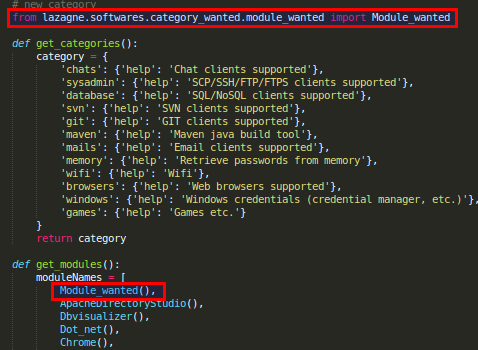 # new category
from lazagne.softwares.category_wanted.module_wanted import Module_wanted
def get_categories():
category = {
'chats': {'help': 'Chat clients supported'},
'sysadmin': {'help': 'SCP/SSH/FTP/FTPS clients supported'},
'database': {'help': 'SQL/NoSQL clients supported'},
'svn': {'help': 'SVN clients supported'},
'git': {'help': 'GIT clients supported'},
'maven': {'help': 'Maven java build tool'},
'mails': {'help': 'Email clients supported'},
'memory': {'help': 'Retrieve passwords from memory'},
'wifi': {'help': 'Wifi'},
'browsers': {'help': 'Web browsers supported'},
'windows': {'help': 'Windows credentials (credential manager, etc.)'},
'games': {'help': 'Games etc.'}
}
return category
def get_modules():
moduleNames = [
Module_wanted(),
ApacheDirectoryStudio(),
Dbvisualizer(),
Dot_net(),
Chrome(),